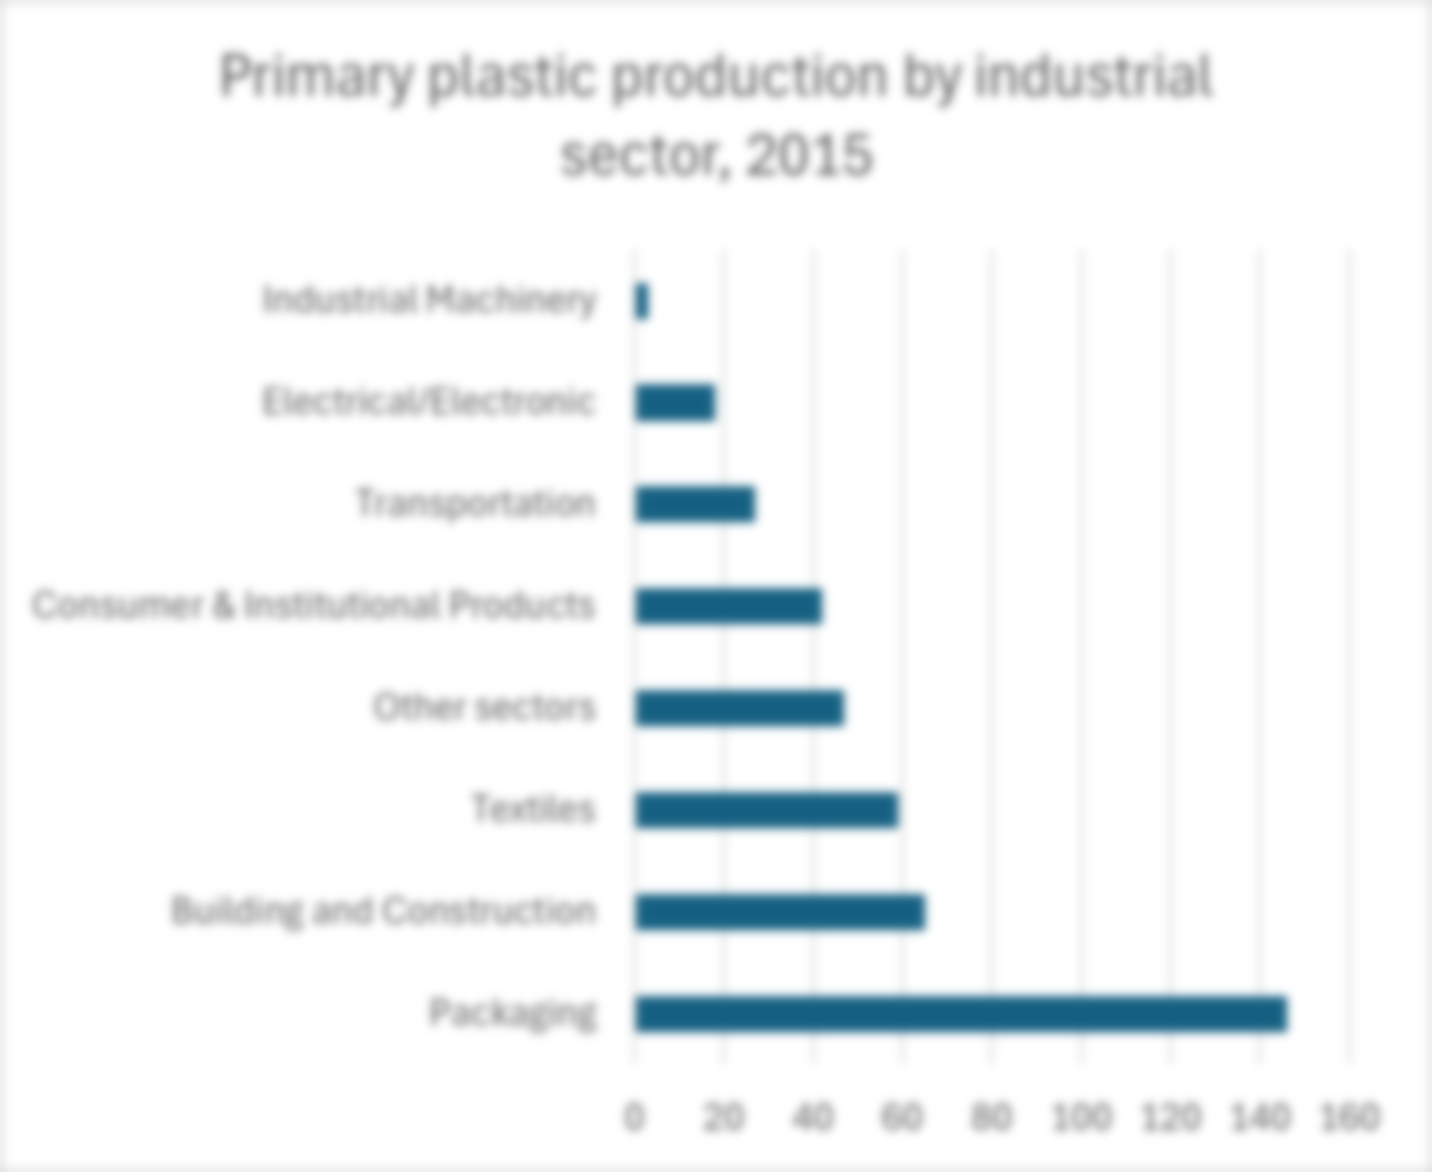 Primary plastic production by industrial
sector, 2015
Industrial Machinery
Electrical/Electronic
Transportation
Consumer & Institutional Products
Other sectors
Textiles
Building and Construction
Packaging
0 20 40 60 80 100 120 140 160